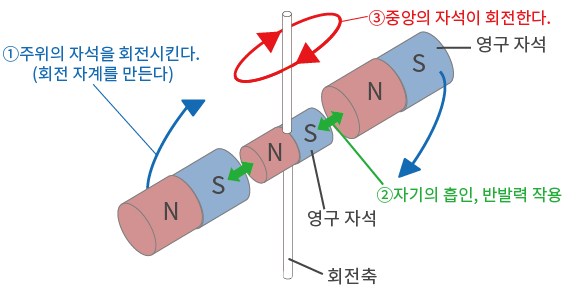 ③중앙의 자석이 회전한다.
①주위의 자석을 회전시킨다.
(회전 자계를 만든다)
영구 자석
S
N
S
N
②자기의 흡인, 반발력 작용
S
N
영구 자석
회전축